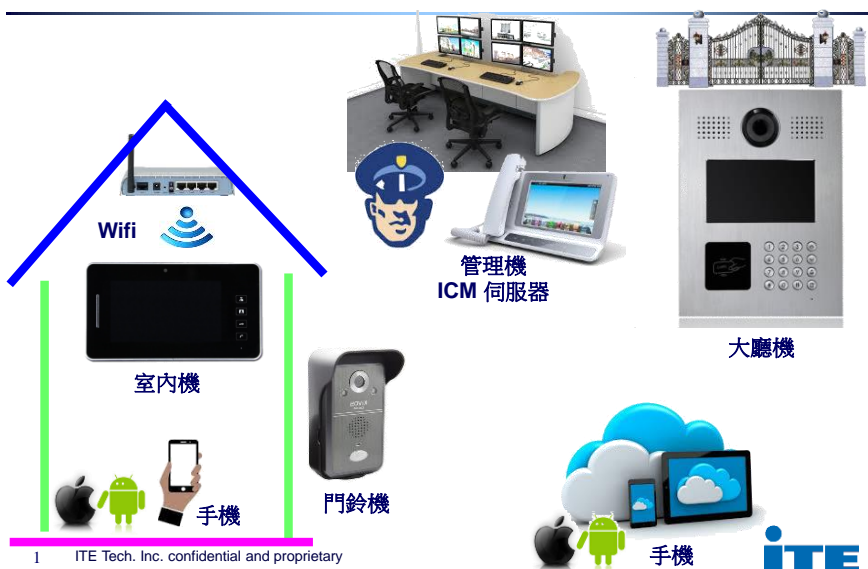 Wifi
室內機
手機
門鈴機
管理機
ICM 伺服器
大廳機
手機
1 ITE Tech. Inc. confidential and proprietary
iTE